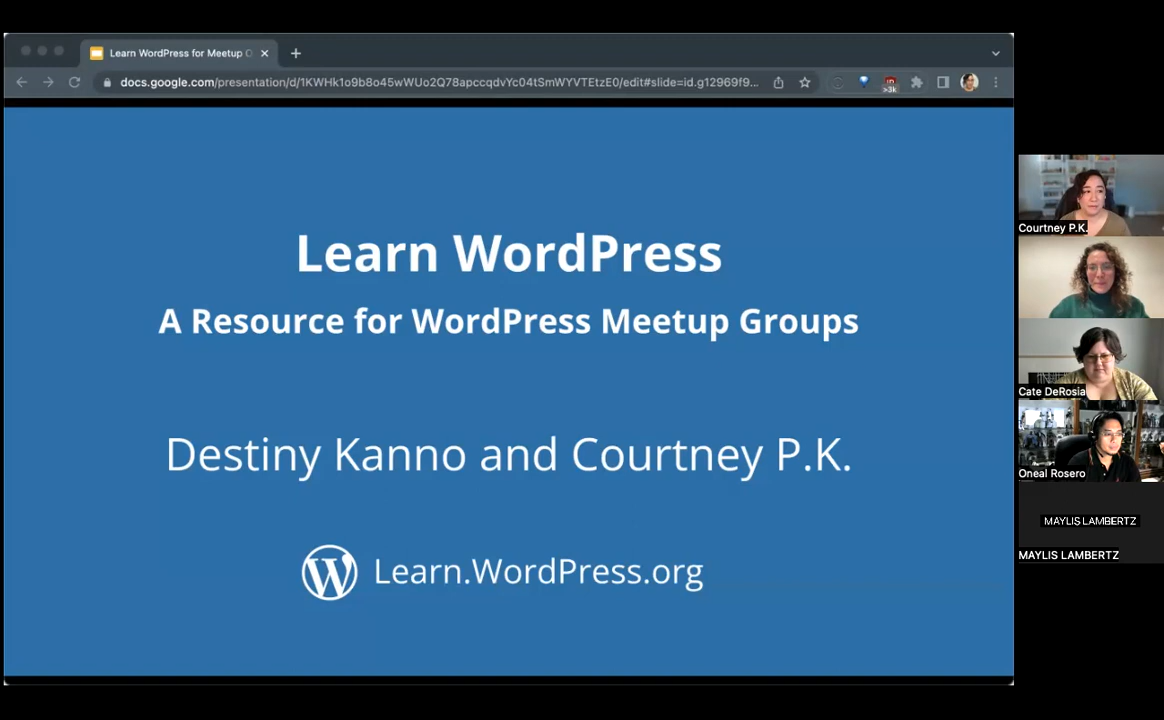 Learn WordPress for Meetup G
docs.google.com/presentation/d/1KWHk1o9b8o45wWUo2Q78apccqdvYc04tSmWYVTEtzE0/edit#slide=id.g12969f9...
>3k
Learn WordPress
A Resource for WordPress Meetup Groups
Destiny Kanno and Courtney P.K.
Learn.WordPress.org
Courtney P.K.
Cate DeRosia
Oneal Rosero
MAYLIS LAMBERTZ
MAYLIS LAMBERTZ